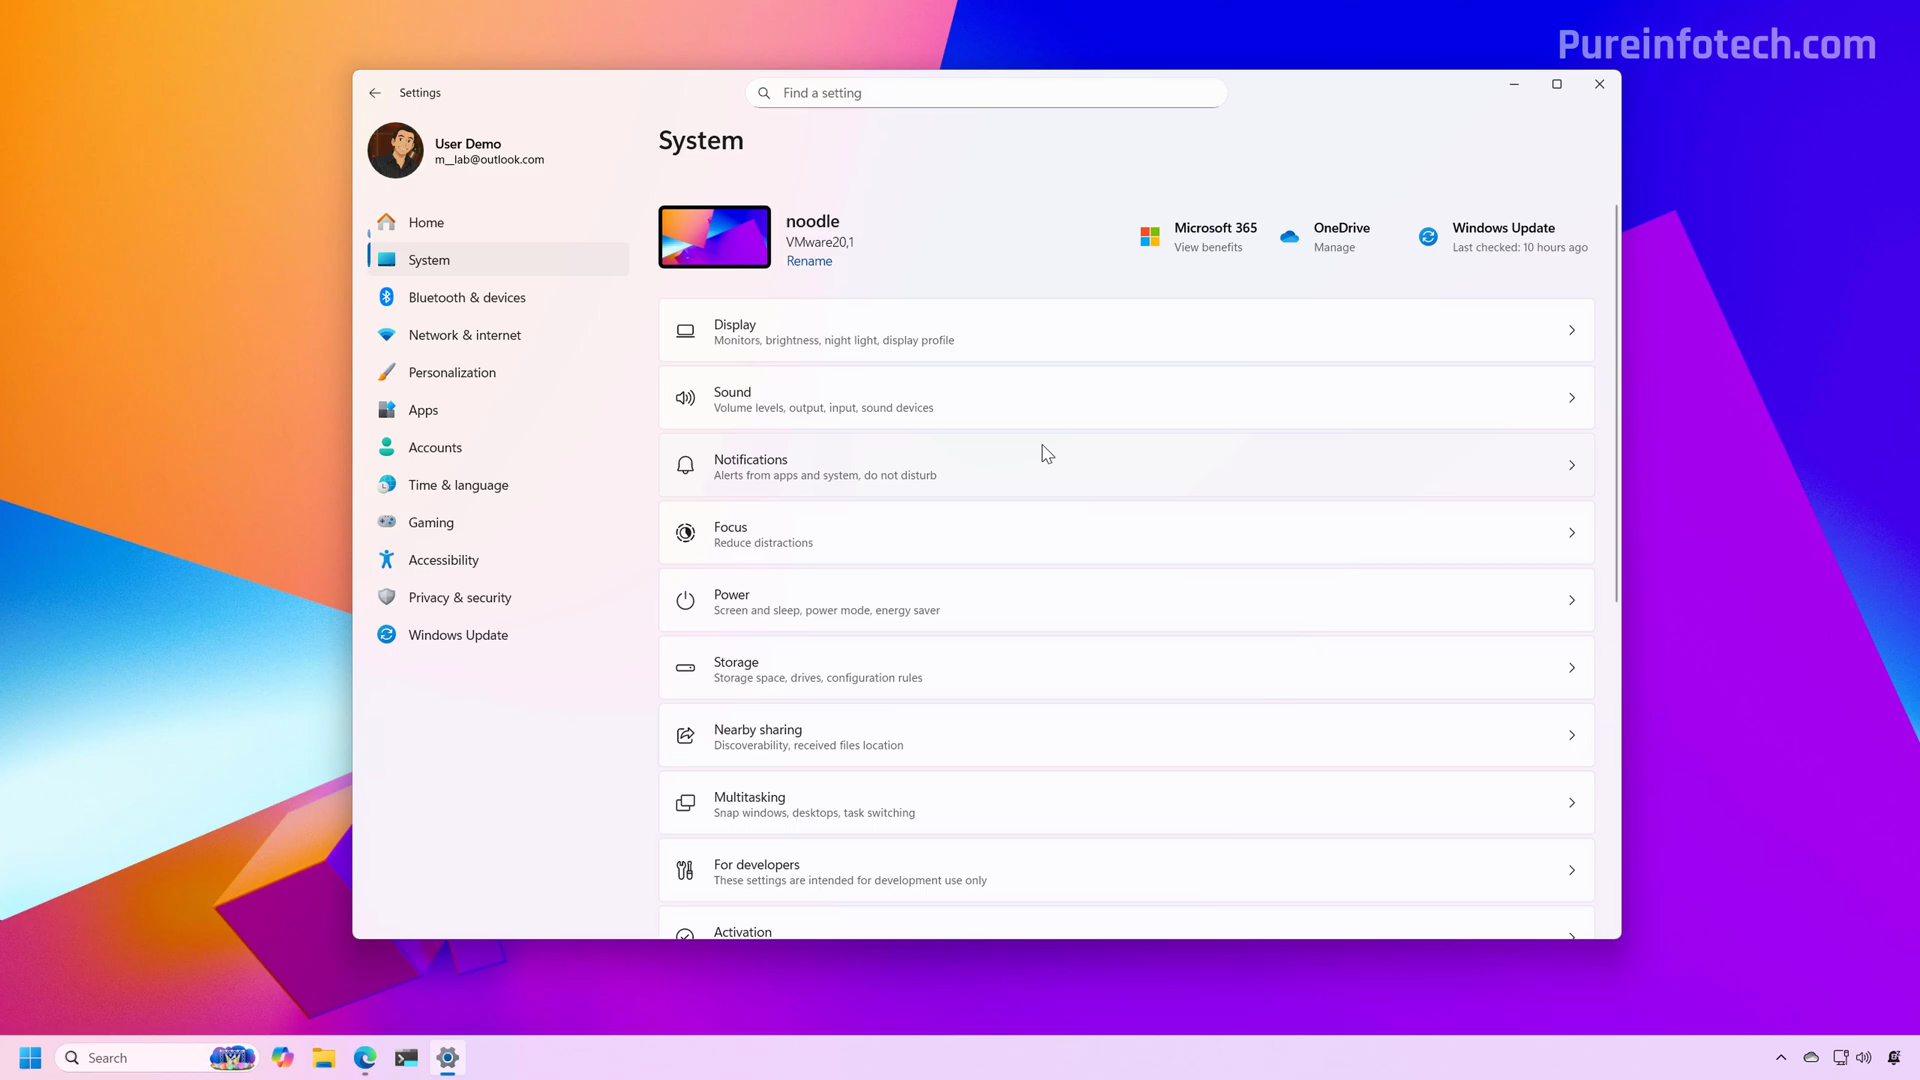 Pureinfotech.com
Settings
Find a setting
User Demo
m__lab@outlook.com
Home
System
Bluetooth & devices
Network & internet
Personalization
Apps
Accounts
Time & language
Gaming
Accessibility
Privacy & security
Windows Update
System
noodle
VMware20,1
Rename
Microsoft 365
View benefits
OneDrive
Manage
Windows Update
Last checked: 10 hours ago
Display
Monitors, brightness, night light, display profile
Sound
Volume levels, output, input, sound devices
Notifications
Alerts from apps and system, do not disturb
Focus
Reduce distractions
Power
Screen and sleep, power mode, energy saver
Storage
Storage space, drives, configuration rules
Nearby sharing
Discoverability, received files location
Multitasking
Snap windows, desktops, task switching
For developers
These settings are intended for development use only
Activation
Search